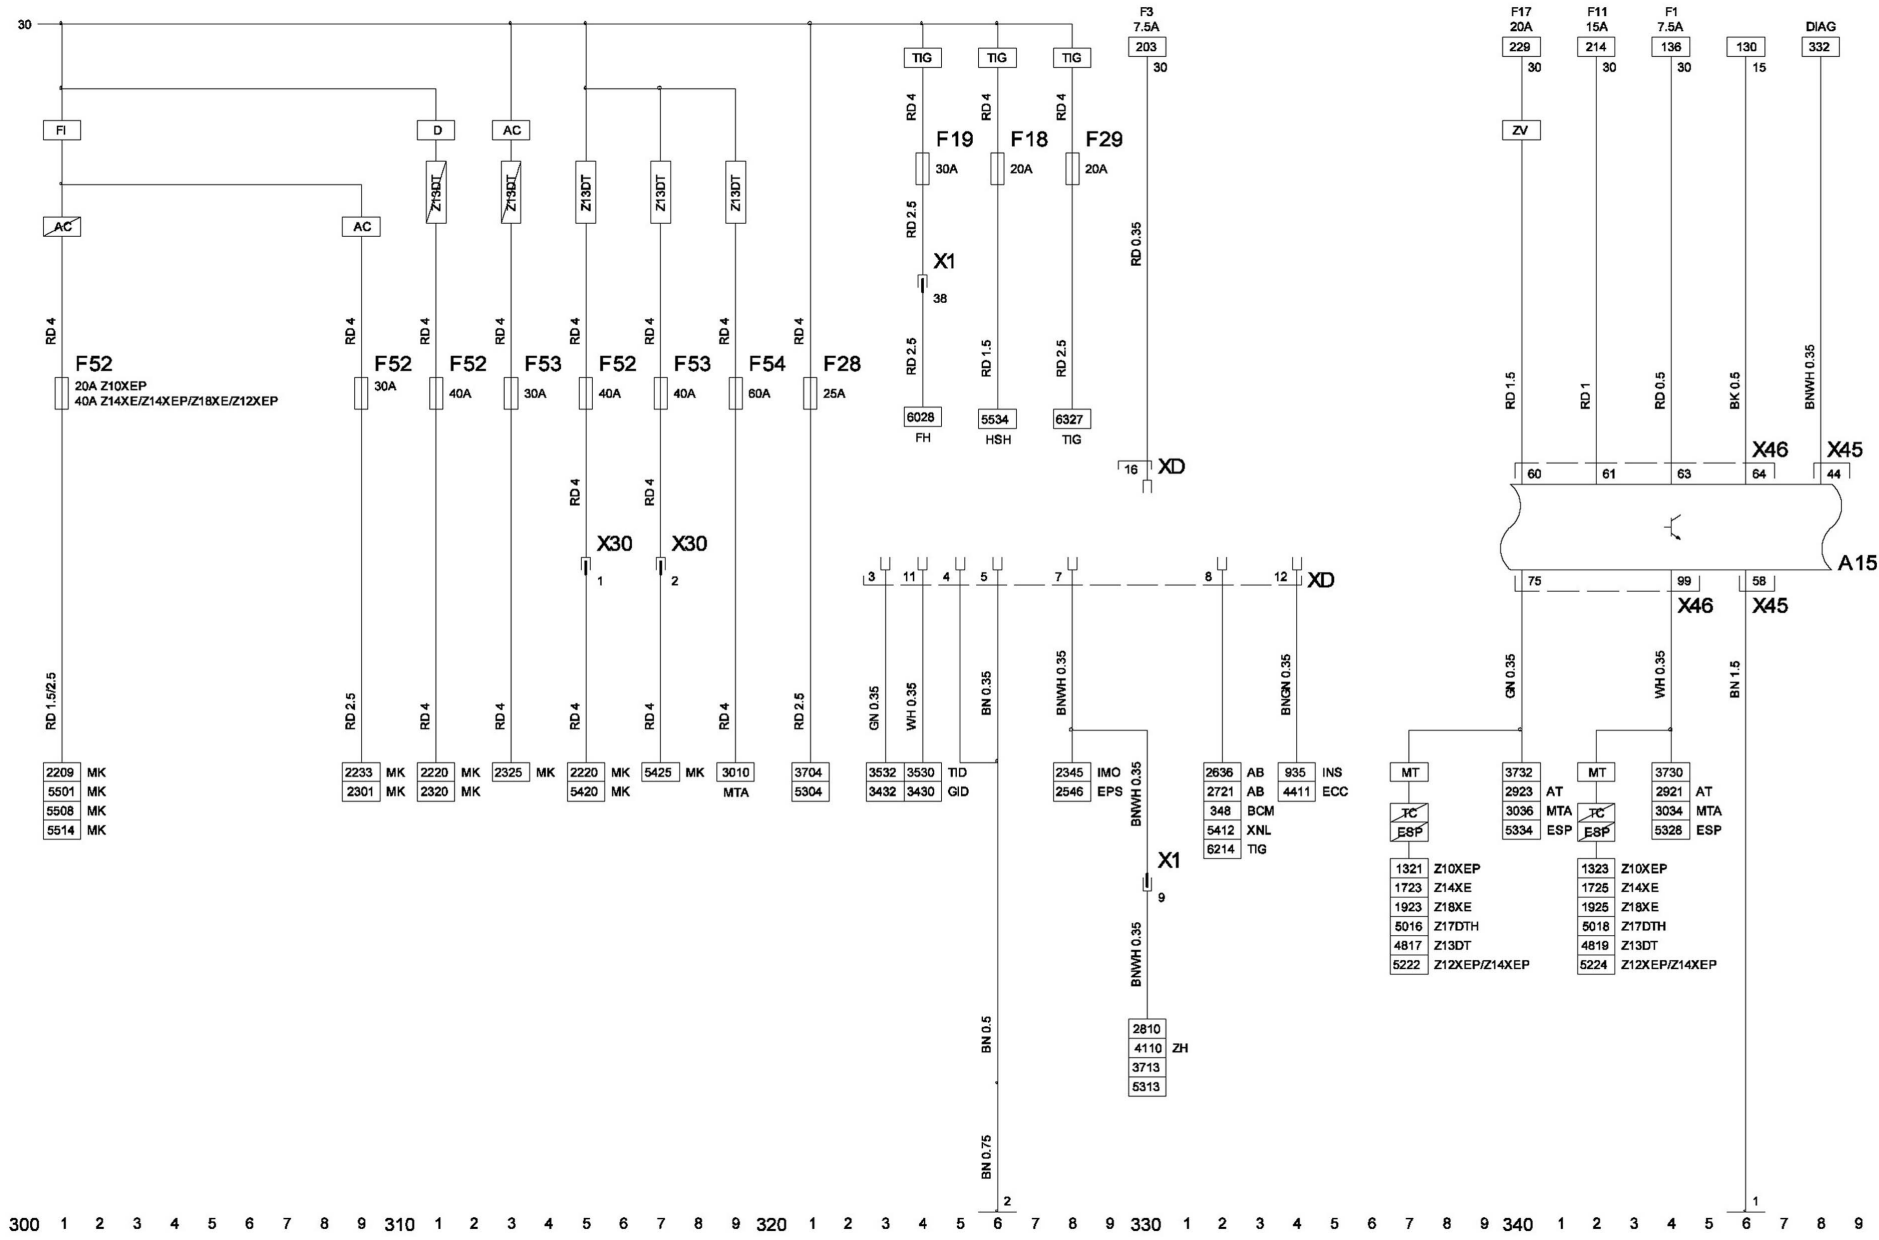 30
F3
7.5A
203
30
F17
20A
229
30
F11
15A
214
30
F1
7.5A
136
30
130
15
DIAG
332
TIG
TIG
TIG
RD 4
RD 4
RD 4
FI
D
AC
ZV
F19
30A
F18
20A
F29
20A
Z13DT
Z13DT
Z13DT
Z13DT
Z13DT
AC
AC
RD 2.5
RD 0.35
X1
38
RD 4
RD 4
RD 4
RD 4
RD 4
RD 4
RD 4
RD 4
RD 2.5
RD 1.5
RD 2.5
RD 1.5
RD 1
RD 0.5
BK 0.5
BNWH 0.35
F52
20A Z10XEP
40A Z14XE/Z14XEP/Z18XE/Z12XEP
F52
30A
F52
40A
F53
30A
F52
40A
F53
40A
F54
60A
F28
25A
6028
FH
5534
HSH
6327
TIG
16
XD
X46
X45
60
61
63
64
44
RD 4
RD 4
X30
1
X30
2
3
11
4
5
7
8
12
XD
A15
75
99
58
X46
X45
RD 1.5/2.5
RD 2.5
RD 4
RD 4
RD 4
RD 4
RD 4
RD 2.5
GN 0.35
WH 0.35
BN 0.35
BNWH 0.35
BNGN 0.35
GN 0.35
WH 0.35
BN 1.5
2209 MK
5501 MK
5508 MK
5514 MK
2233 MK
2301 MK
2220 MK
2320 MK
2325 MK
2220 MK
5420 MK
5425 MK
3010
MTA
3704
5304
3532 3530 TID
3432 3430 GID
2345 IMO
2546 EPS
BNWH 0.35
2636 AB
2721 AB
348 BCM
5412 XNL
6214 TIG
935 INS
4411 ECC
MT
TC
ESP
3732
2923 AT
3036 MTA
5334 ESP
MT
TC
ESP
3730
2921 AT
3034 MTA
5328 ESP
X1
9
1321 Z10XEP
1723 Z14XE
1923 Z18XE
5016 Z17DTH
4817 Z13DT
5222 Z12XEP/Z14XEP
1323 Z10XEP
1725 Z14XE
1925 Z18XE
5018 Z17DTH
4819 Z13DT
5224 Z12XEP/Z14XEP
BNWH 0.35
BN 0.5
2810
4110 ZH
3713
5313
BN 0.75
2
1
300 1 2 3 4 5 6 7 8 9 310 1 2 3 4 5 6 7 8 9 320 1 2 3 4 5 6 7 8 9 330 1 2 3 4 5 6 7 8 9 340 1 2 3 4 5 6 7 8 9